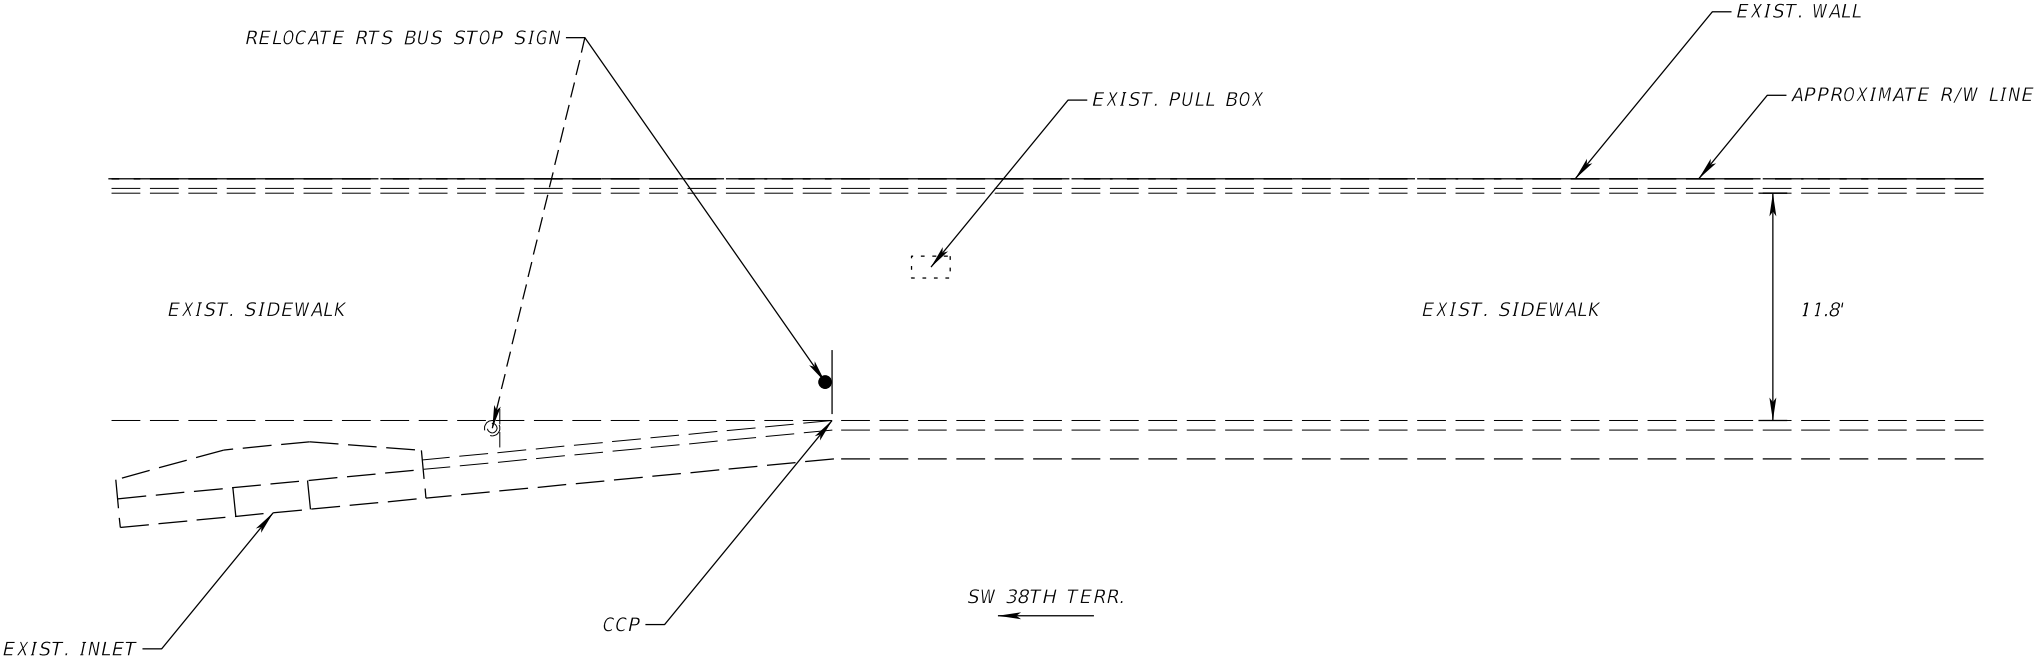 EXIST. WALL
RELOCATE RTS BUS STOP SIGN
APPROXIMATE R/W LINE
EXIST. PULL BOX
EXIST. SIDEWALK
EXIST. SIDEWALK
11.8'
SW 38TH TERR.
CCP
EXIST. INLET